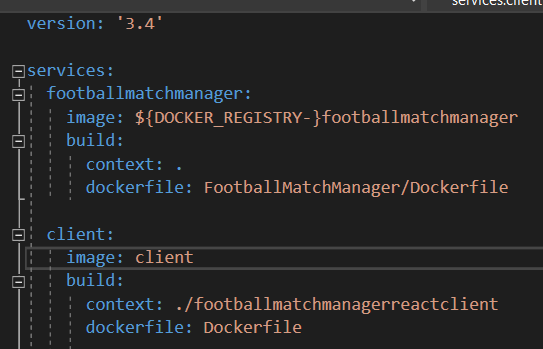 services.client
version: '3.4'
services:
footballmatchmanager:
image: ${DOCKER_REGISTRY-}footballmatchmanager
build:
context: .
dockerfile: FootballMatchManager/Dockerfile
client:
image: client
build:
context: ./footballmatchmanagerreactclient
dockerfile: Dockerfile